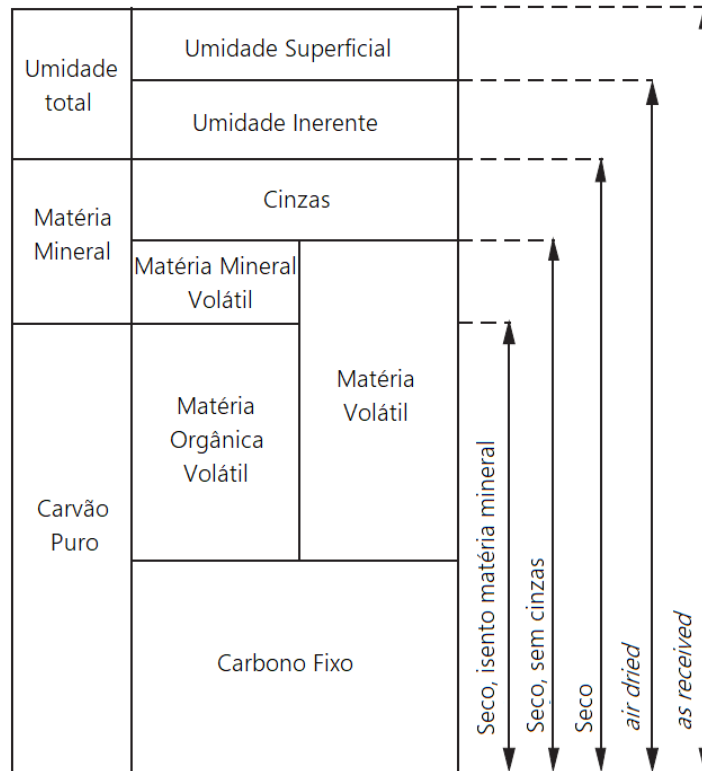 Umidade
total
Umidade Superficial
Umidade Inerente
Matéria
Mineral
Cinzas
Matéria Mineral
Volátil
Matéria
Volátil
Matéria
Orgânica
Volátil
Carvão
Puro
Carbono Fixo
Seco, isento matéria mineral
Seco, sem cinzas
Seco
air dried
as received